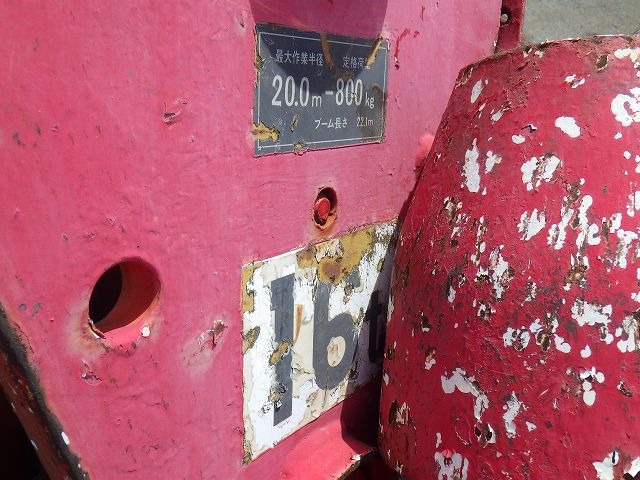 最大作業半径 定格荷重
20.0m-800kg
ブーム長さ 22.1m
16t